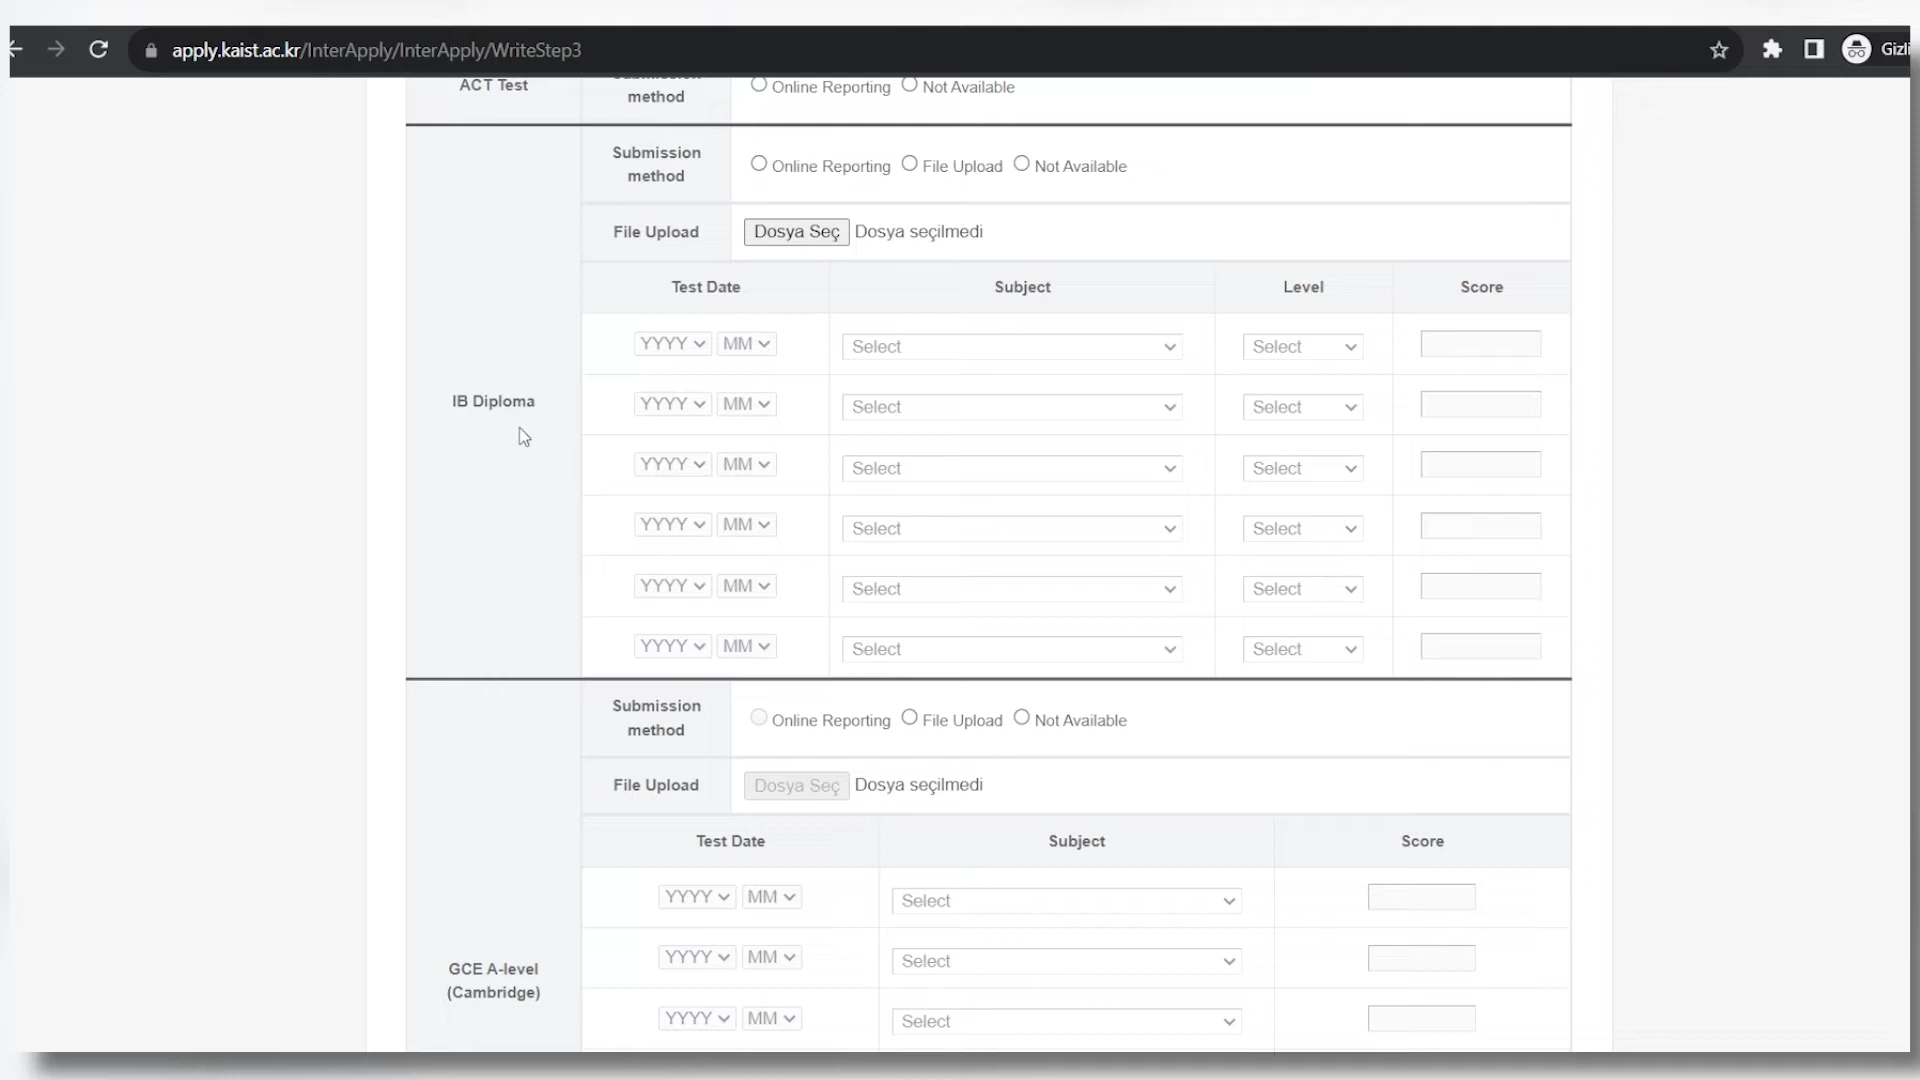 apply.kaist.ac.kr/InterApply/InterApply/WriteStep3
Gizli
ACT Test
Submission
method
Online Reporting Not Available
IB Diploma
Submission
method
Online Reporting File Upload Not Available
File Upload
Dosya Seç Dosya seçilmedi
Test Date Subject Level Score
YYYY MM Select Select
YYYY MM Select Select
YYYY MM Select Select
YYYY MM Select Select
YYYY MM Select Select
YYYY MM Select Select
GCE A-level
(Cambridge)
Submission
method
Online Reporting File Upload Not Available
File Upload
Dosya Seç Dosya seçilmedi
Test Date Subject Score
YYYY MM Select
YYYY MM Select
YYYY MM Select